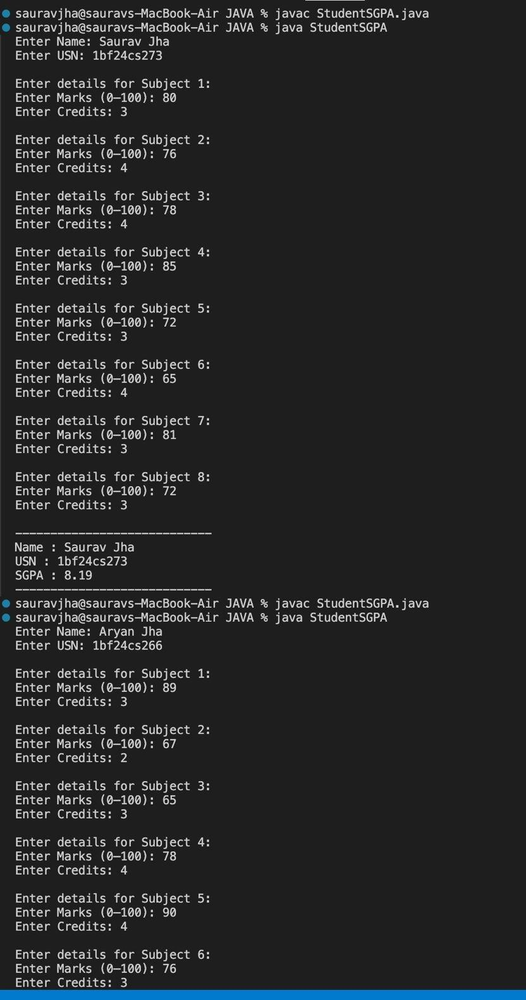 sauravjha@sauravs-MacBook-Air JAVA % javac StudentSGPA.java
sauravjha@sauravs-MacBook-Air JAVA % java StudentSGPA
Enter Name: Saurav Jha
Enter USN: 1bf24cs273

Enter details for Subject 1:
Enter Marks (0–100): 80
Enter Credits: 3

Enter details for Subject 2:
Enter Marks (0–100): 76
Enter Credits: 4

Enter details for Subject 3:
Enter Marks (0–100): 78
Enter Credits: 4

Enter details for Subject 4:
Enter Marks (0–100): 85
Enter Credits: 3

Enter details for Subject 5:
Enter Marks (0–100): 72
Enter Credits: 3

Enter details for Subject 6:
Enter Marks (0–100): 65
Enter Credits: 4

Enter details for Subject 7:
Enter Marks (0–100): 81
Enter Credits: 3

Enter details for Subject 8:
Enter Marks (0–100): 72
Enter Credits: 3

----------------------------
Name : Saurav Jha
USN : 1bf24cs273
SGPA : 8.19
----------------------------
sauravjha@sauravs-MacBook-Air JAVA % javac StudentSGPA.java
sauravjha@sauravs-MacBook-Air JAVA % java StudentSGPA
Enter Name: Aryan Jha
Enter USN: 1bf24cs266

Enter details for Subject 1:
Enter Marks (0–100): 89
Enter Credits: 3

Enter details for Subject 2:
Enter Marks (0–100): 67
Enter Credits: 2

Enter details for Subject 3:
Enter Marks (0–100): 65
Enter Credits: 3

Enter details for Subject 4:
Enter Marks (0–100): 78
Enter Credits: 4

Enter details for Subject 5:
Enter Marks (0–100): 90
Enter Credits: 4

Enter details for Subject 6:
Enter Marks (0–100): 76
Enter Credits: 3